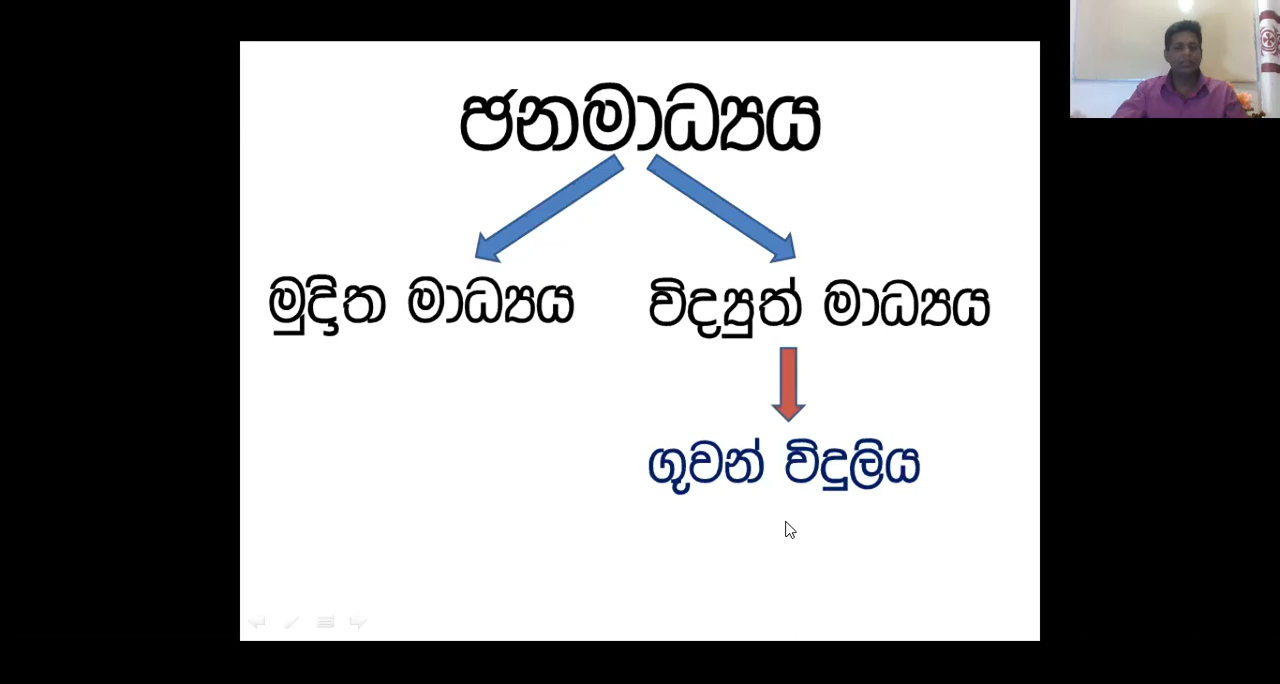 ජනමාධ්‍යය
මුද්‍රිත මාධ්‍යය විද්‍යුත් මාධ්‍යය
ගුවන් විදුලිය